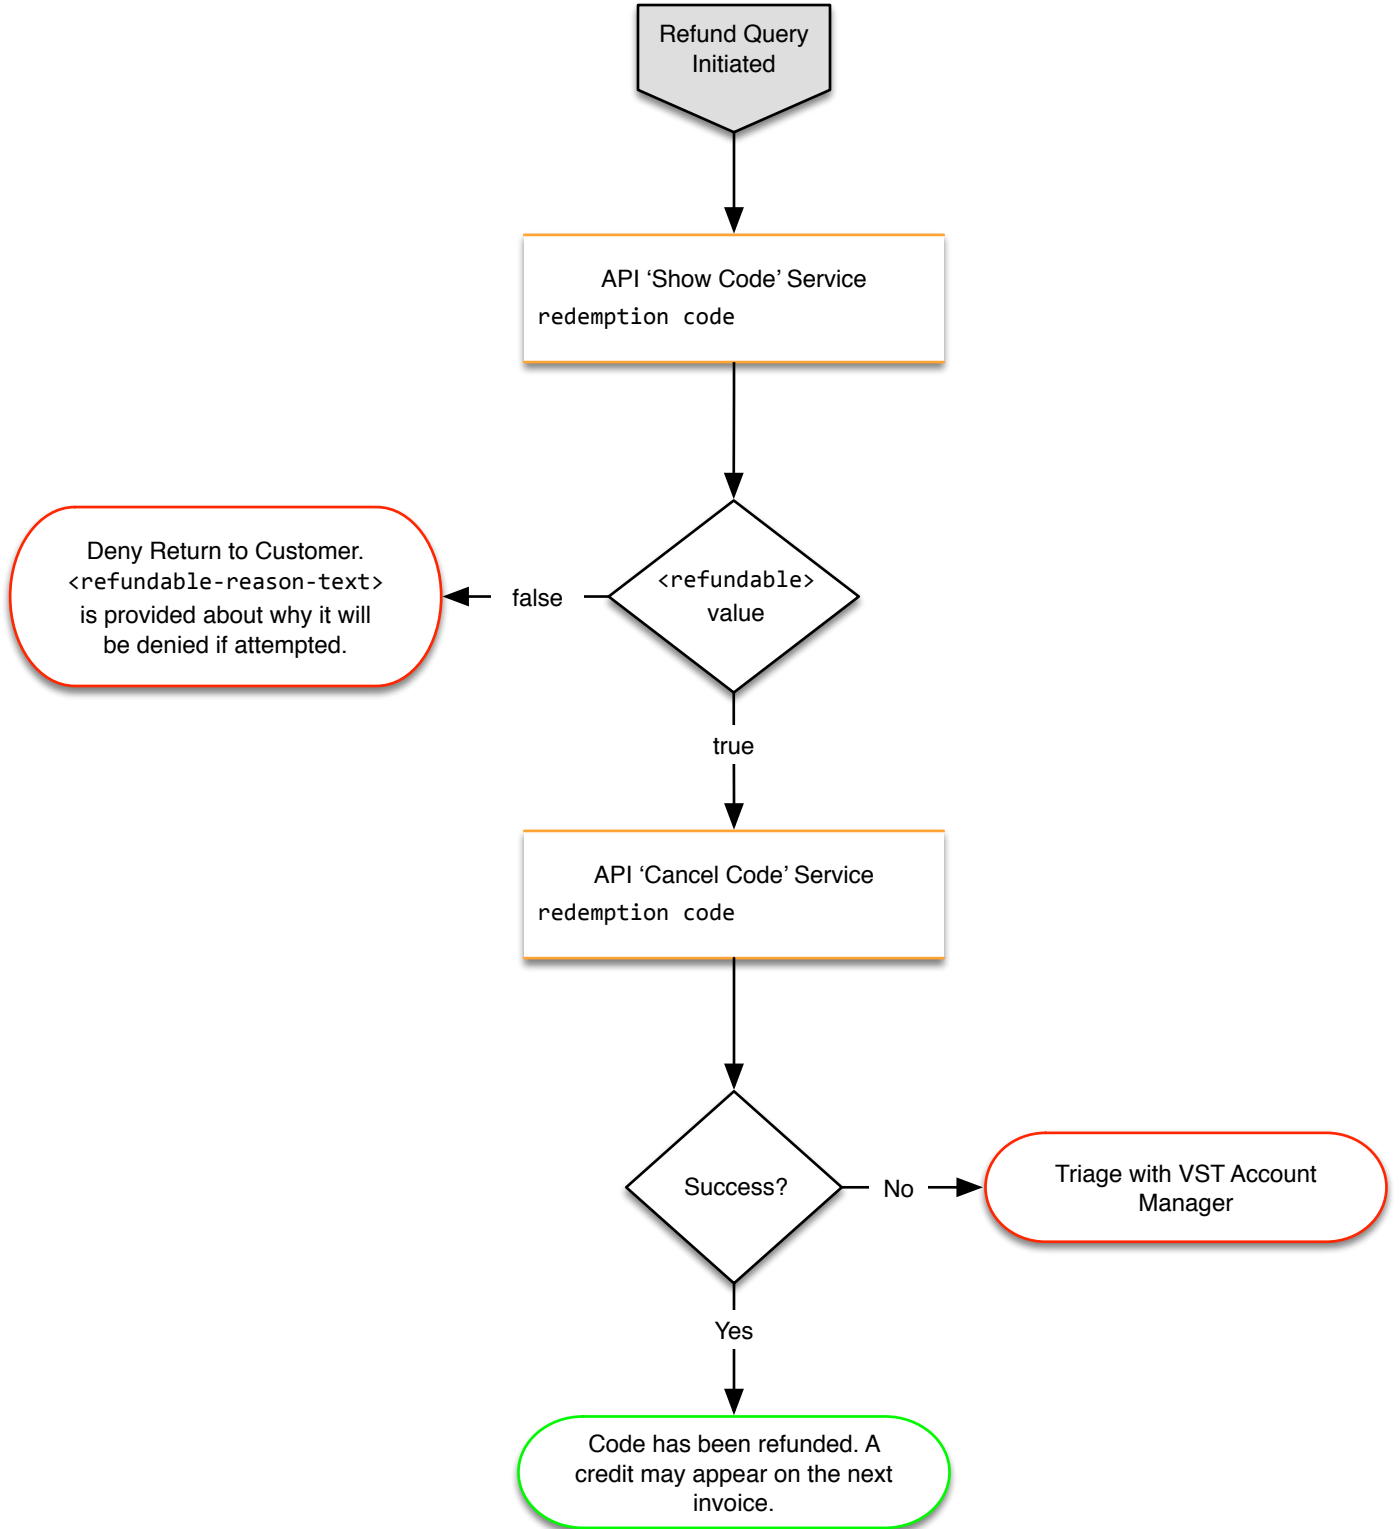 Refund Query
Initiated
API ‘Show Code’ Service
redemption code
<refundable>
value
false
Deny Return to Customer.
<refundable-reason-text>
is provided about why it will
be denied if attempted.
true
API ‘Cancel Code’ Service
redemption code
Success?
No
Triage with VST Account
Manager
Yes
Code has been refunded. A
credit may appear on the next
invoice.